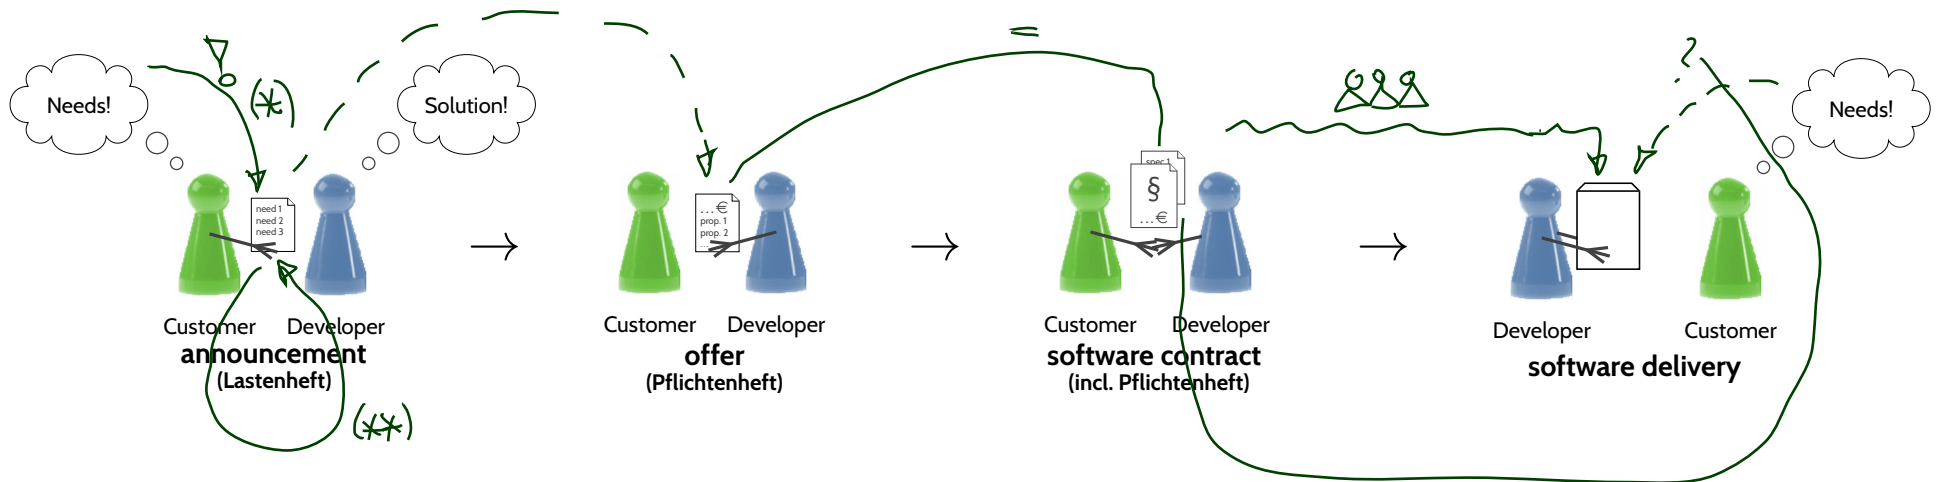 Needs!
(*)
Solution!
need 1
need 2
need 3
Customer Developer
announcement
(Lastenheft)
(**)
...€
prop. 1
prop. 2
...
Customer Developer
offer
(Pflichtenheft)
=
spec 1
§
...€
Customer Developer
software contract
(incl. Pflichtenheft)
?
Needs!
Developer Customer
software delivery